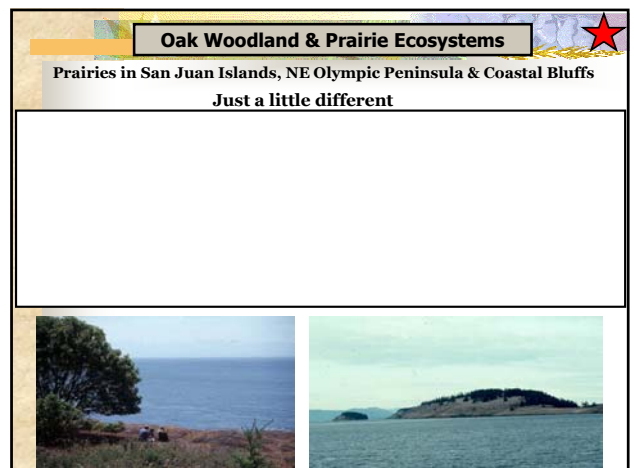 Oak Woodland & Prairie Ecosystems
Prairies in San Juan Islands, NE Olympic Peninsula & Coastal Bluffs
Just a little different